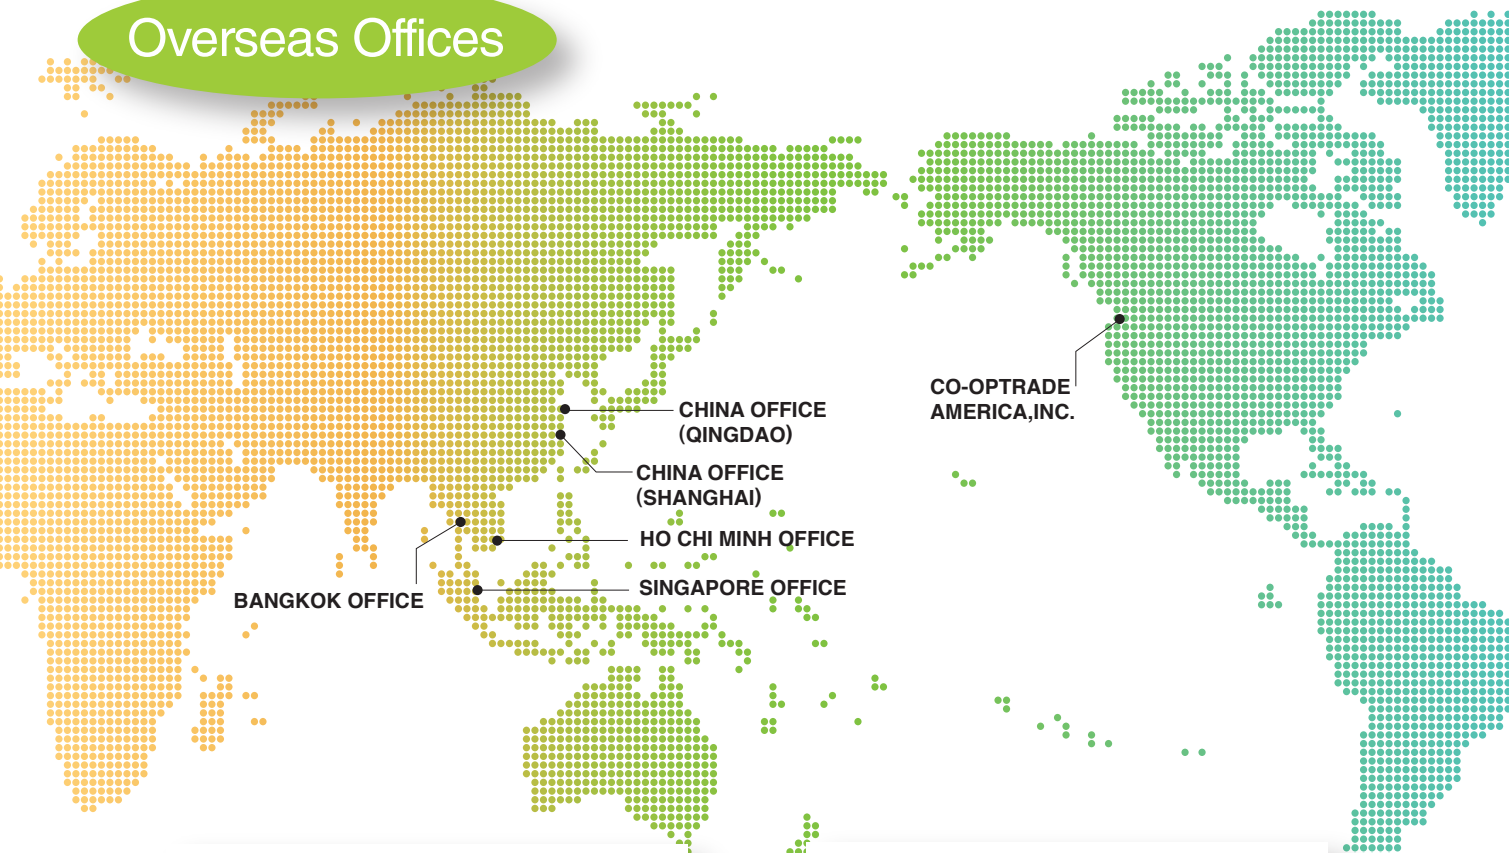 Overseas Offices
CHINA OFFICE
(QINGDAO)
CHINA OFFICE
(SHANGHAI)
HO CHI MINH OFFICE
SINGAPORE OFFICE
BANGKOK OFFICE
CO-OPTRADE
AMERICA,INC.